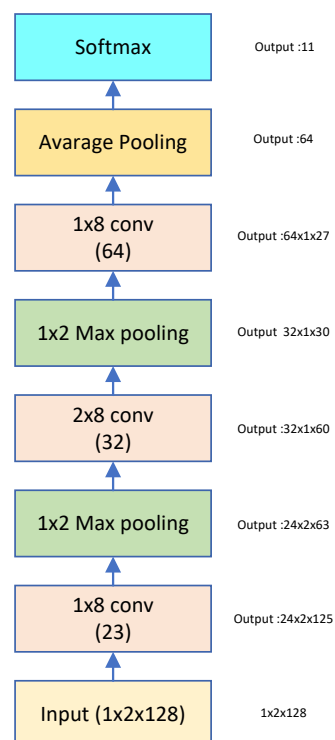 Softmax
Output :11
Avarage Pooling
Output :64
1x8 conv
(64)
Output :64x1x27
1x2 Max pooling
Output 32x1x30
2x8 conv
(32)
Output :32x1x60
1x2 Max pooling
Output :24x2x63
1x8 conv
(23)
Output :24x2x125
Input (1x2x128)
1x2x128